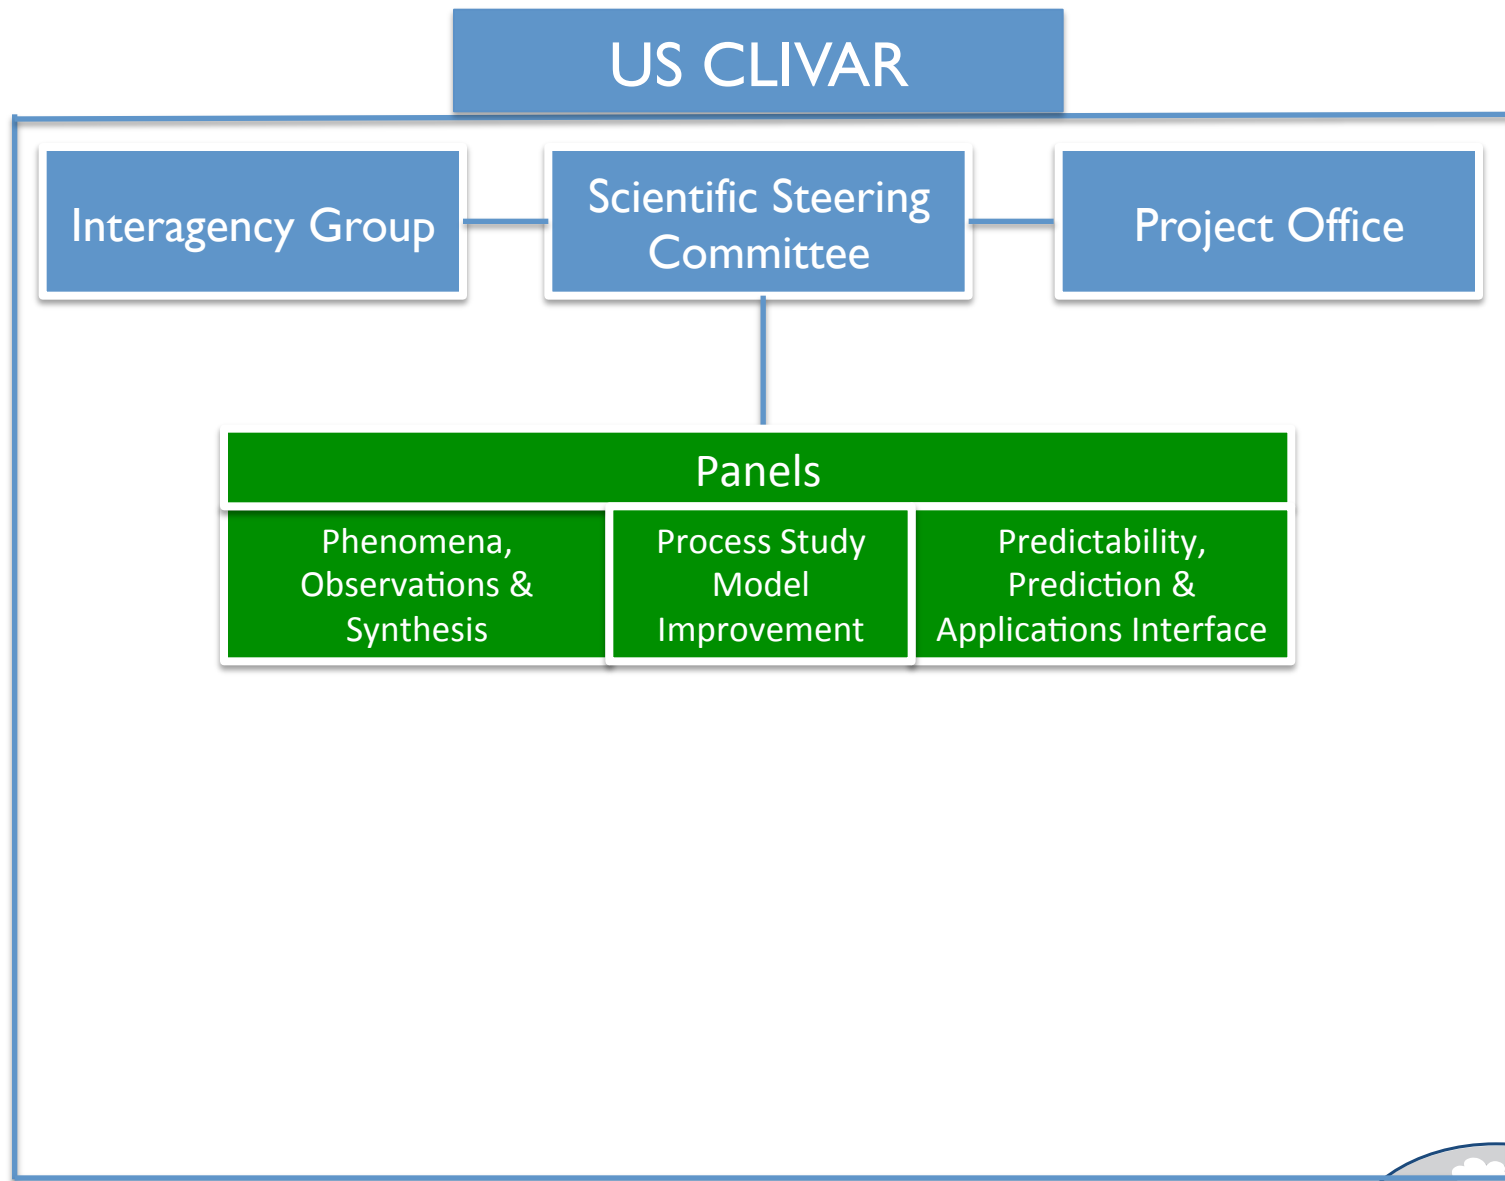 US CLIVAR
Interagency Group
Scientific Steering
Committee
Project Office
Panels
Phenomena,
Observations &
Synthesis
Process Study
Model
Improvement
Predictability,
Prediction &
Applications Interface